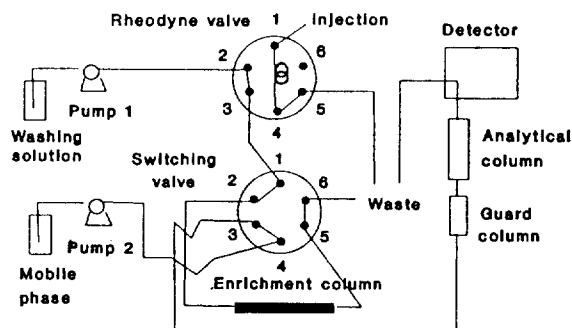 Rheodyne valve
1
injection
2
6
3
5
4
Pump 1
Washing
solution
Detector
Analytical
column
Switching
valve
1
2
6
3
5
4
Waste
Guard
column
Pump 2
Mobile
phase
Enrichment column